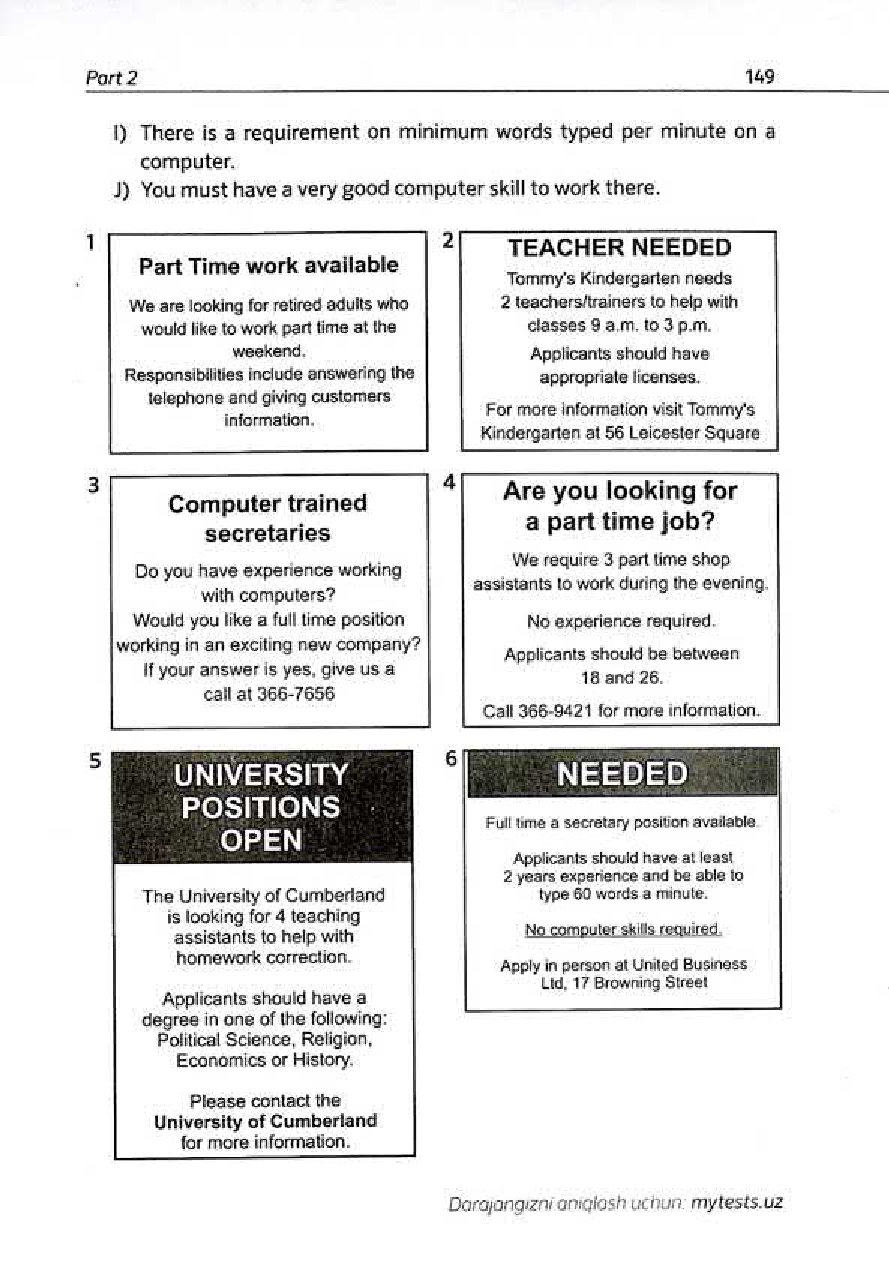 Part 2
149
I) There is a requirement on minimum words typed per minute on a
computer.
J) You must have a very good computer skill to work there.
1
Part Time work available
We are looking for retired adults who
would like to work part time at the
weekend.
Responsibilities include answering the
telephone and giving customers
information.
2
TEACHER NEEDED
Tommy's Kindergarten needs
2 teachers/trainers to help with
classes 9 a.m. to 3 p.m.
Applicants should have
appropriate licenses.
For more information visit Tommy's
Kindergarten at 56 Leicester Square
3
Computer trained
secretaries
Do you have experience working
with computers?
Would you like a full time position
working in an exciting new company?
If your answer is yes, give us a
call at 366-7656
4
Are you looking for
a part time job?
We require 3 part time shop
assistants to work during the evening.
No experience required.
Applicants should be between
18 and 26.
Call 366-9421 for more information.
5
UNIVERSITY
POSITIONS
OPEN
The University of Cumberland
is looking for 4 teaching
assistants to help with
homework correction.
Applicants should have a
degree in one of the following:
Political Science, Religion,
Economics or History.
Please contact the
University of Cumberland
for more information.
6
NEEDED
Full time a secretary position available.
Applicants should have at least
2 years experience and be able to
type 60 words a minute.
No computer skills required.
Apply in person at United Business
Ltd, 17 Browning Street
Darajangizni aniqlash uchun: mytests.uz